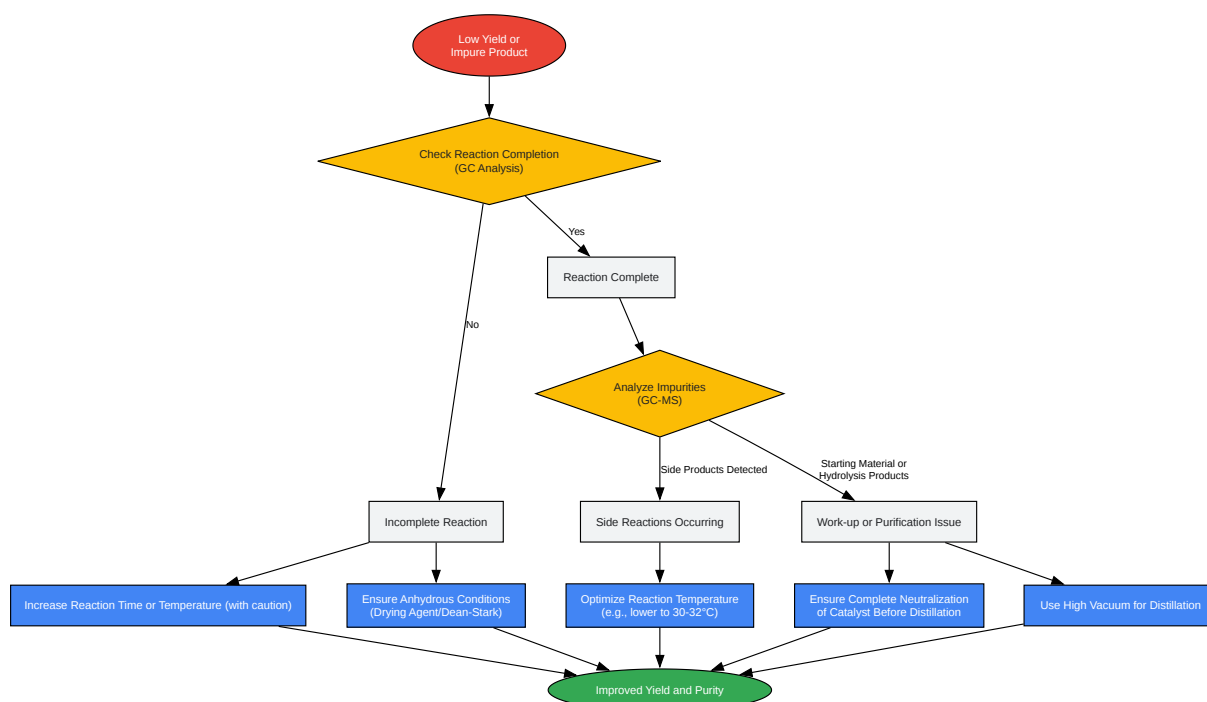 Low Yield or
Impure Product
Check Reaction Completion
(GC Analysis)
Yes
Reaction Complete
No
Analyze Impurities
(GC-MS)
Side Products Detected
Starting Material or
Hydrolysis Products
Incomplete Reaction
Side Reactions Occurring
Work-up or Purification Issue
Increase Reaction Time or Temperature (with caution)
Ensure Anhydrous Conditions
(Drying Agent/Dean-Stark)
Optimize Reaction Temperature
(e.g., lower to 30-32°C)
Ensure Complete Neutralization
of Catalyst Before Distillation
Use High Vacuum for Distillation
Improved Yield and Purity